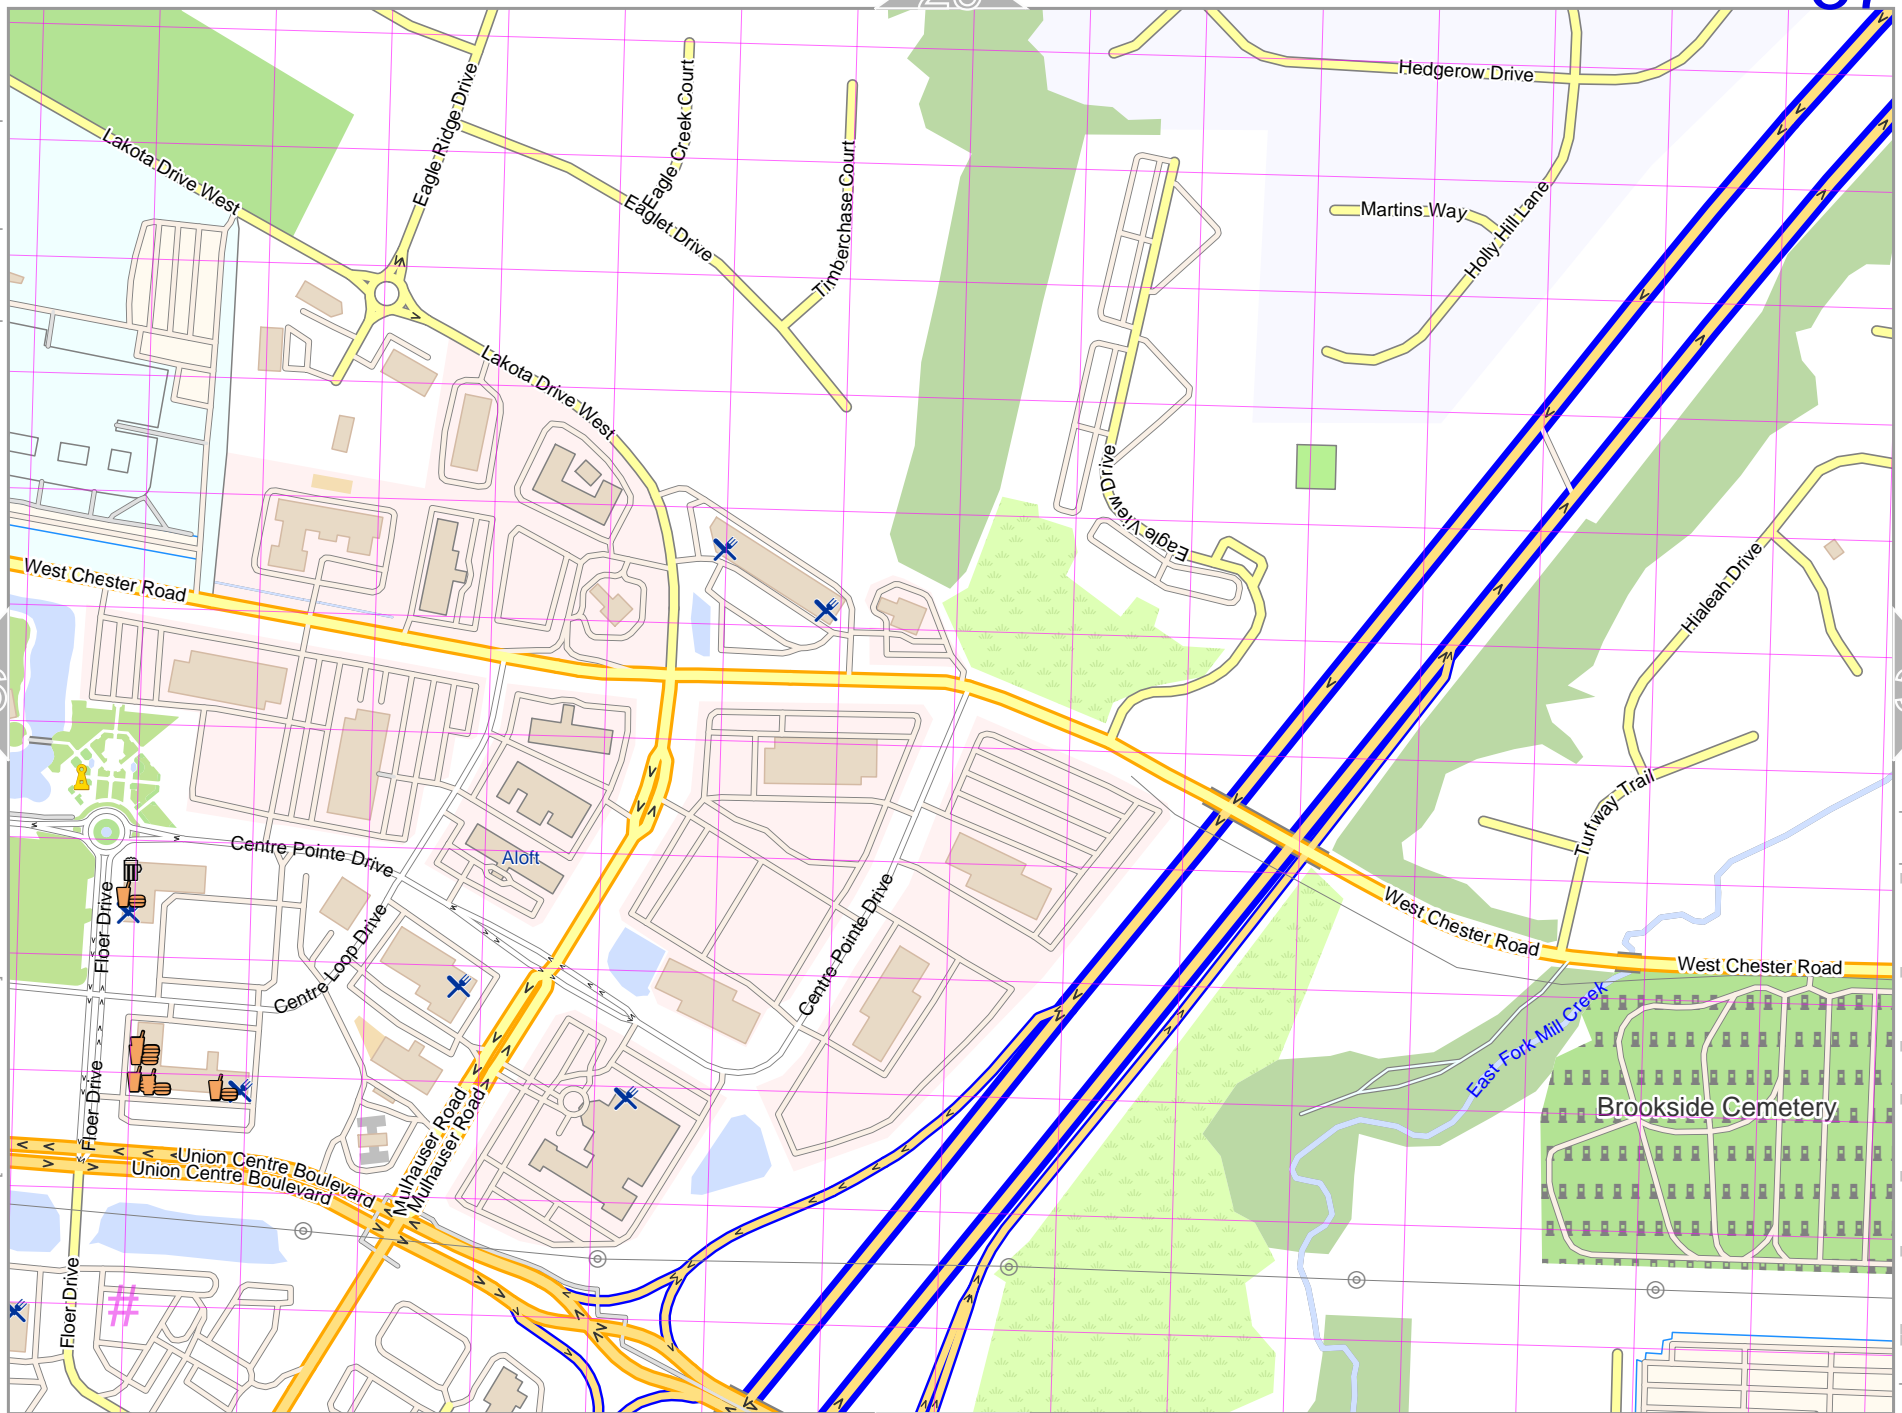 Hedgerow Drive
Eagle Ridge Drive
Eagle Creek Court
Lakota Drive West
Eaglet Drive
Timberchase Court
Martins Way
Holly Hill Lane
Lakota Drive West
Eagle View Drive
West Chester Road
Hialeah Drive
Turfway Trail
Centre Pointe Drive
Aloft
Floer Drive
Centre Loop Drive
Centre Pointe Drive
West Chester Road
West Chester Road
East Fork Mill Creek
Floer Drive
Brookside Cemetery
Mulhauser Road
Mulhauser Road
Union Centre Boulevard
Union Centre Boulevard
Floer Drive
#